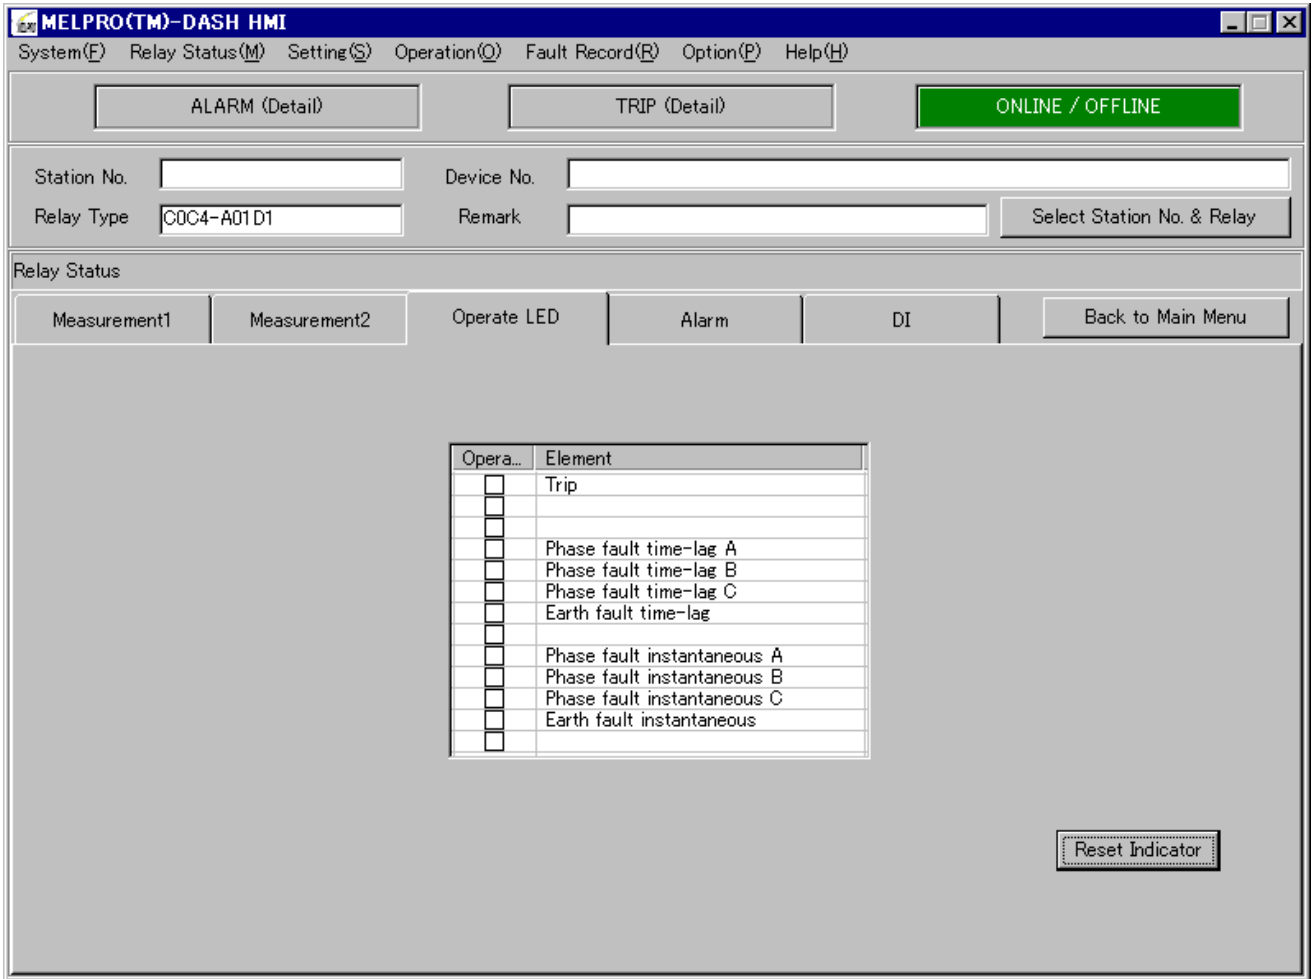 MELPRO(TM)-DASH HMI
System(F) Relay Status(M) Setting(S) Operation(O) Fault Record(R) Option(P) Help(H)
ALARM (Detail) TRIP (Detail) ONLINE / OFFLINE
Station No. Device No.
Relay Type C0C4-A01D1 Remark Select Station No. & Relay
Relay Status
Measurement1 Measurement2 Operate LED Alarm DI Back to Main Menu
Opera... Element
Trip
Phase fault time-lag A
Phase fault time-lag B
Phase fault time-lag C
Earth fault time-lag
Phase fault instantaneous A
Phase fault instantaneous B
Phase fault instantaneous C
Earth fault instantaneous
Reset Indicator